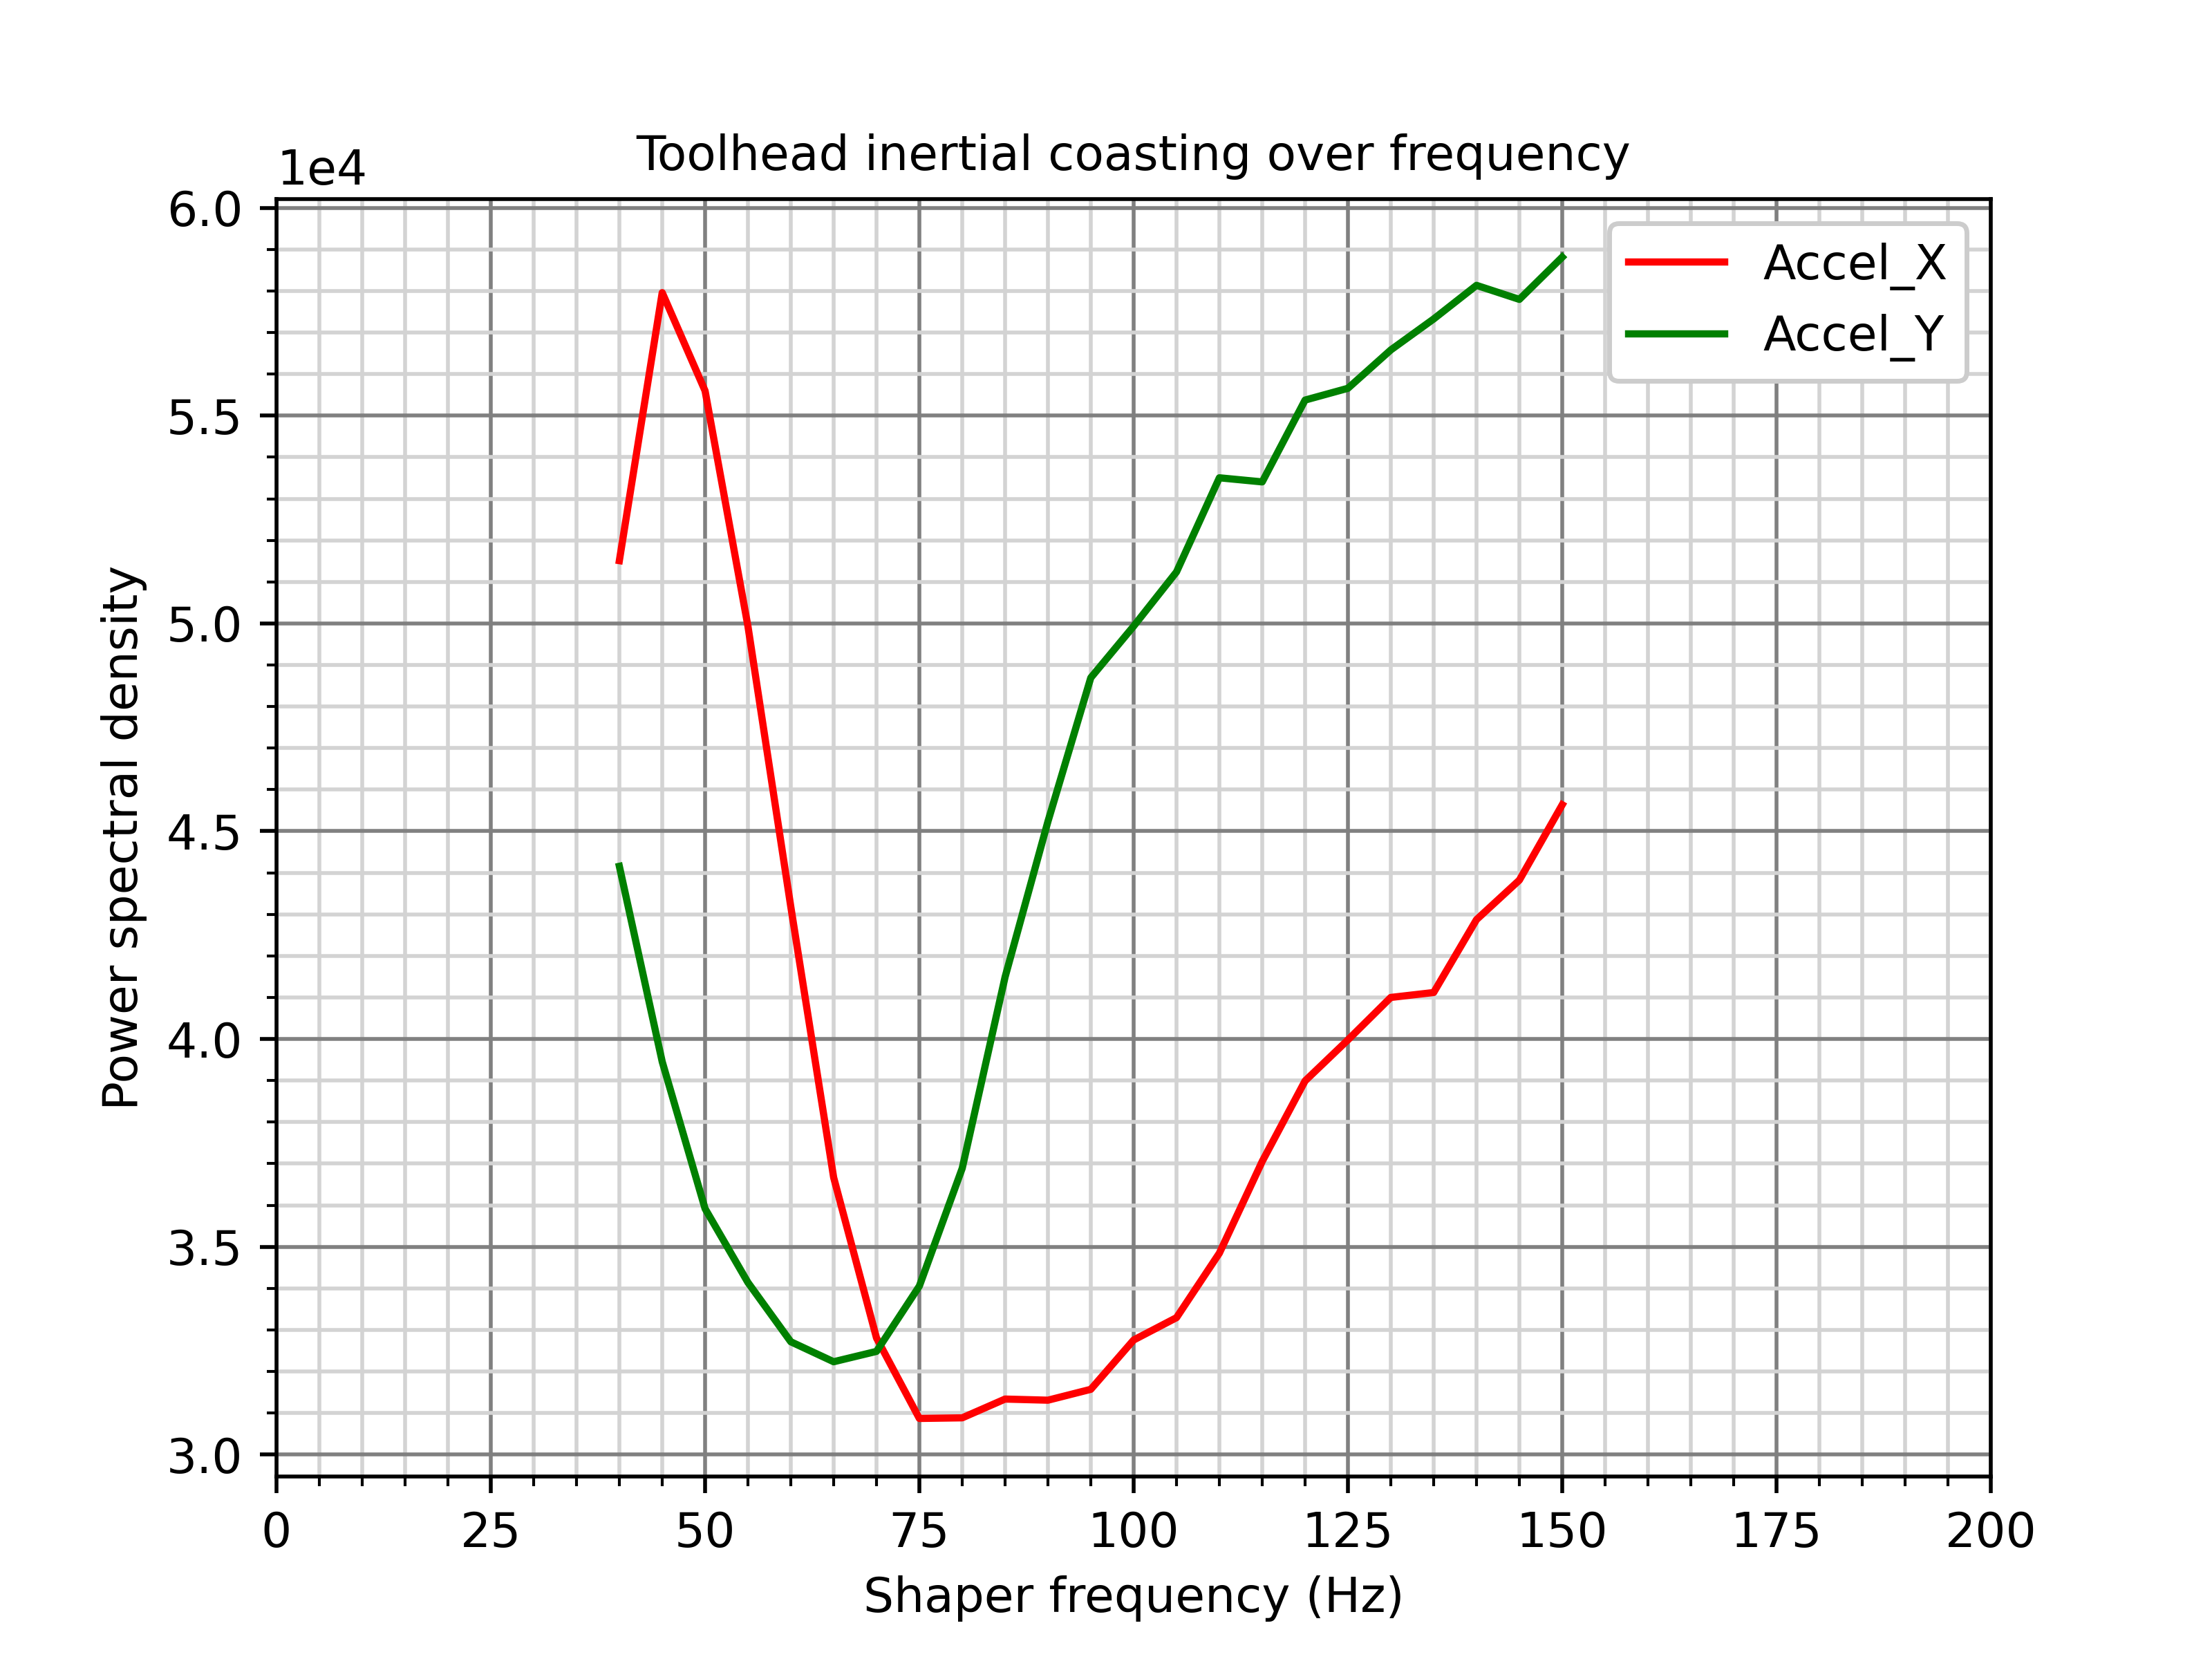 Toolhead inertial coasting over frequency
1e4
6.0
5.5
5.0
4.5
4.0
3.5
3.0
Power spectral density
Accel_X
Accel_Y
0 25 50 75 100 125 150 175 200
Shaper frequency (Hz)